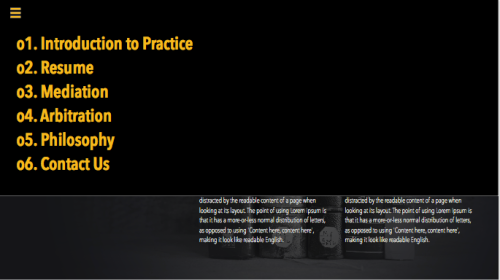 o1. Introduction to Practice
o2. Resume
o3. Mediation
o4. Arbitration
o5. Philosophy
o6. Contact Us
distracted by the readable content of a page when
looking at its layout. The point of using Lorem Ipsum is
that it has a more-or-less normal distribution of letters,
as opposed to using 'Content here, content here',
making it look like readable English.
distracted by the readable content of a page when
looking at its layout. The point of using Lorem Ipsum is
that it has a more-or-less normal distribution of letters,
as opposed to using 'Content here, content here',
making it look like readable English.